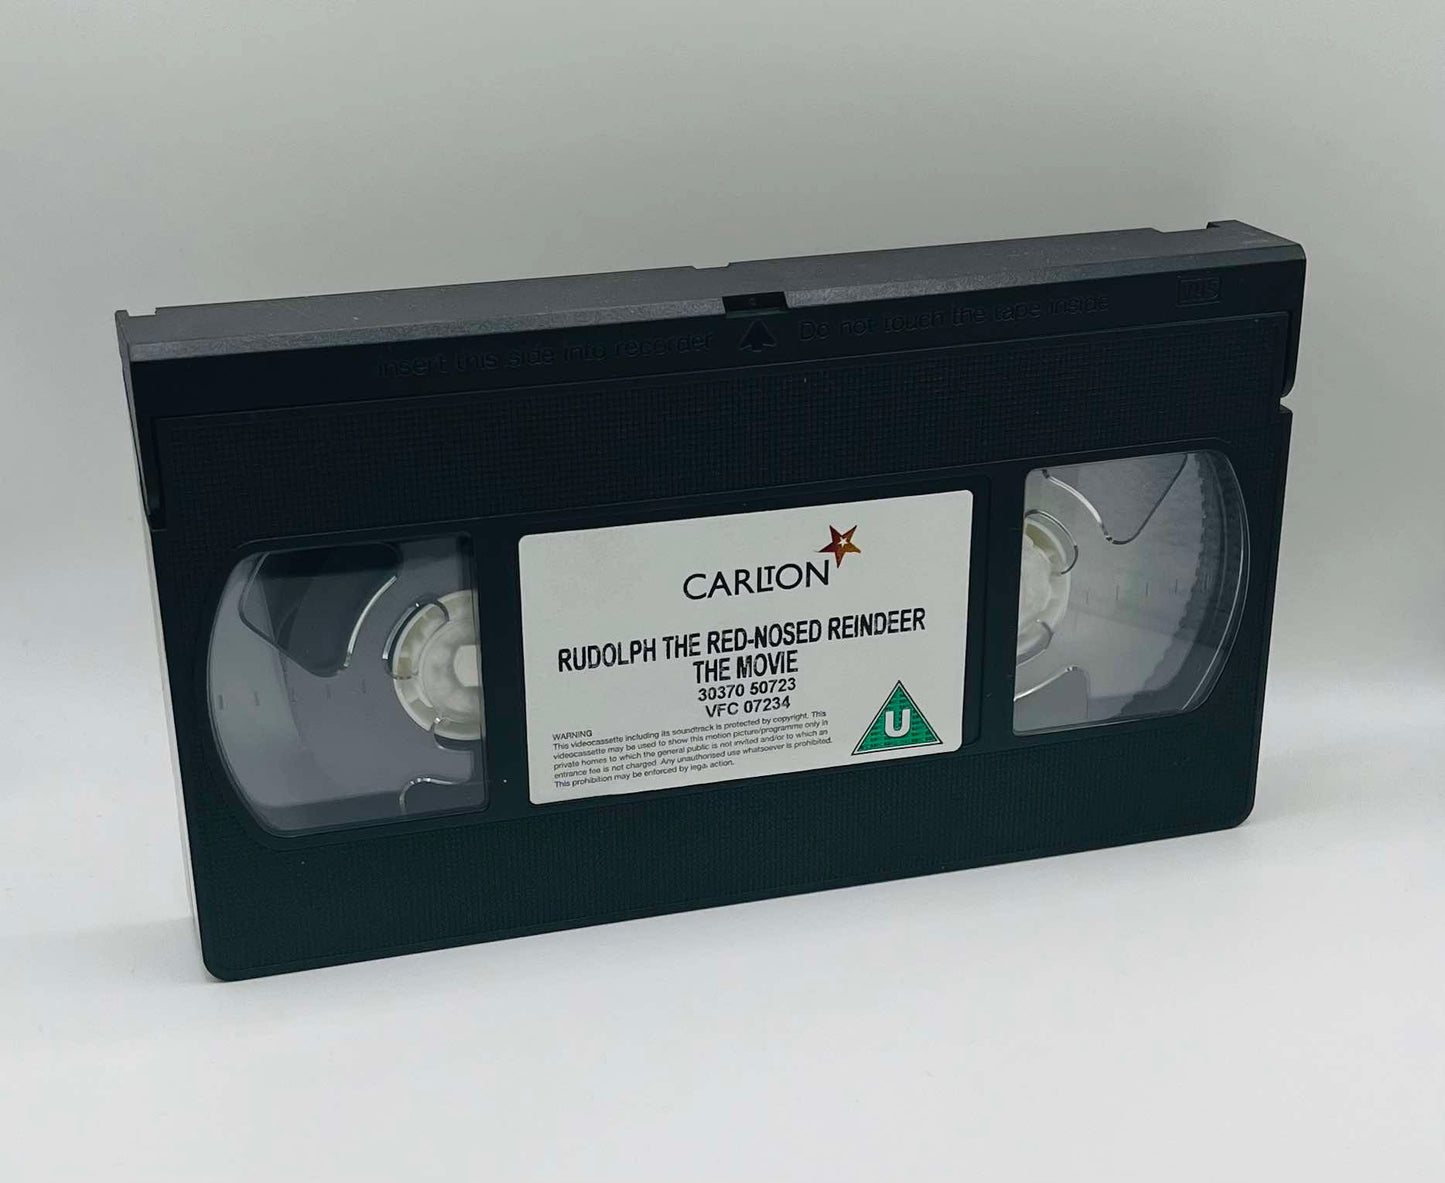 Insert this side into recorder
Do not touch the tape inside
VHS
CARLTON
RUDOLPH THE RED-NOSED REINDEER
THE MOVIE
30370 50723
VFC 07234
WARNING
This videocassette including its soundtrack is protected by copyright. This
videocassette may be used to show this motion picture/programme only in
private homes to which the general public is not invited and/or to which an
entrance fee is not charged. Any unauthorised use whatsoever is prohibited.
This prohibition may be enforced by legal action.
U